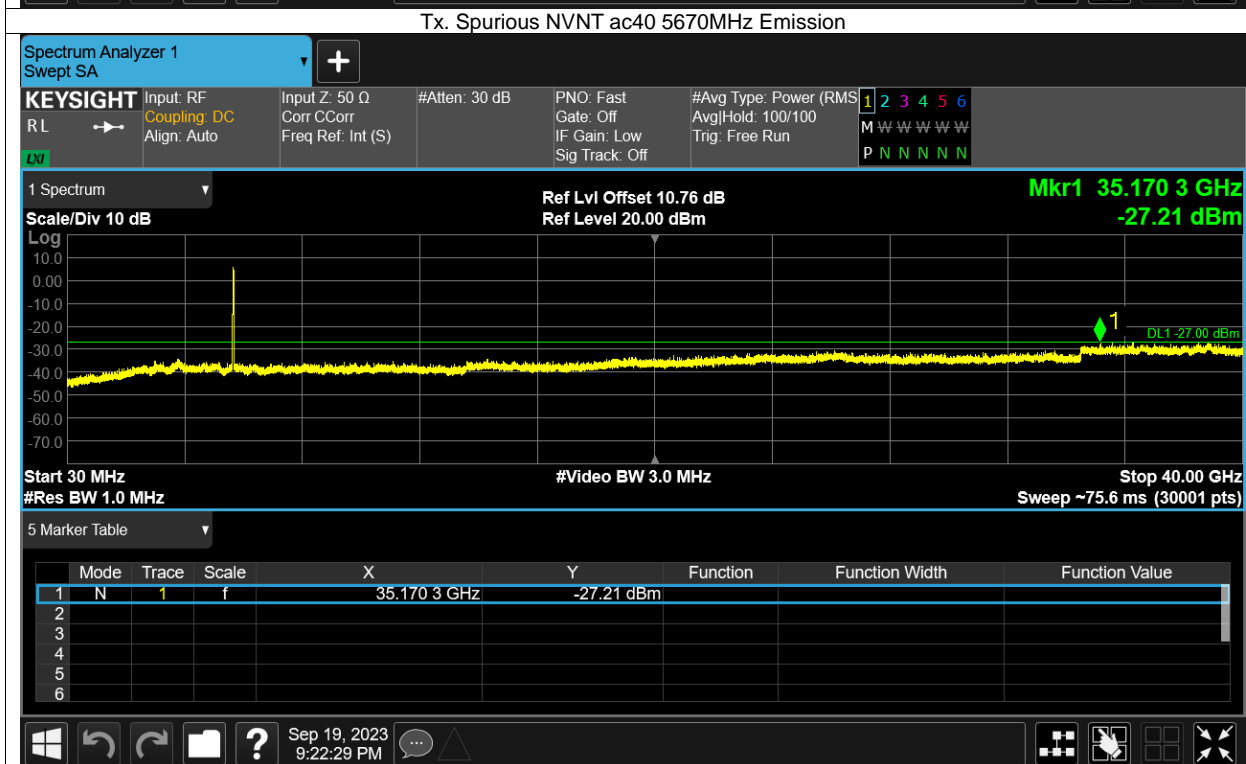 Tx. Spurious NVNT ac40 5670MHz Emission
Spectrum Analyzer 1
Swept SA
KEYSIGHT Input: RF Input Z: 50 Ω #Atten: 30 dB PNO: Fast #Avg Type: Power (RMS 1 2 3 4 5 6
RL Coupling: DC Corr CCorr Gate: Off Avg|Hold: 100/100 M W W W W W
Align: Auto Freq Ref: Int (S) IF Gain: Low Trig: Free Run
LXI Sig Track: Off P N N N N N
1 Spectrum Ref Lvl Offset 10.76 dB Mkr1 35.170 3 GHz
Scale/Div 10 dB Ref Level 20.00 dBm -27.21 dBm
Log
10.0
0.00
-10.0
-20.0 1
DL1 -27.00 dBm
-30.0
-40.0
-50.0
-60.0
-70.0
Start 30 MHz #Video BW 3.0 MHz Stop 40.00 GHz
#Res BW 1.0 MHz Sweep ~75.6 ms (30001 pts)
5 Marker Table
Mode Trace Scale X Y Function Function Width Function Value
1 N 1 f 35.170 3 GHz -27.21 dBm
2
3
4
5
6
? Sep 19, 2023
9:22:29 PM